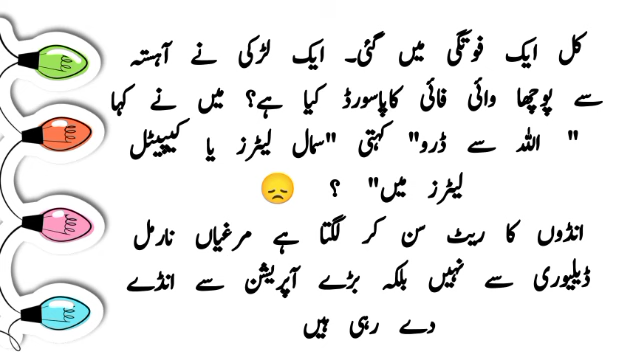 کل ایک فوتگی میں گئی۔ ایک لڑکی نے آہستہ
سے پوچھا وائی فائی کاپاسورڈ کیا ہے؟ میں نے کہا
" اللہ سے ڈرو" کہتی "سمال لیٹرز یا کیپیٹل
لیٹرز میں" ؟ 😞
انڈوں کا ریٹ سن کر لگتا ہے مرغیاں نارمل
ڈیلیوری سے نہیں بلکہ بڑے آپریشن سے انڈے
دے رہی ہیں